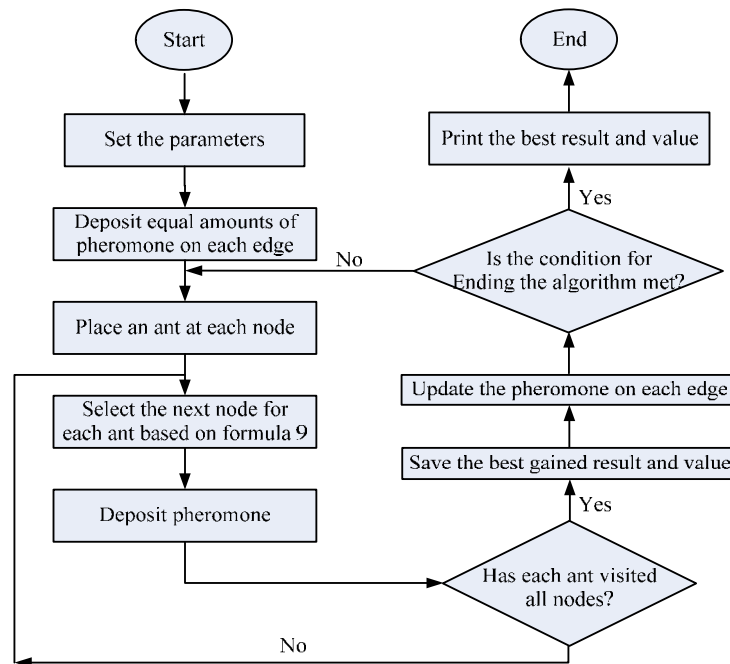 Start
Set the parameters
Deposit equal amounts of
pheromone on each edge
Place an ant at each node
Select the next node for
each ant based on formula 9
Deposit pheromone
Has each ant visited
all nodes?
No
Yes
Save the best gained result and value
Update the pheromone on each edge
Is the condition for
Ending the algorithm met?
No
Yes
Print the best result and value
End